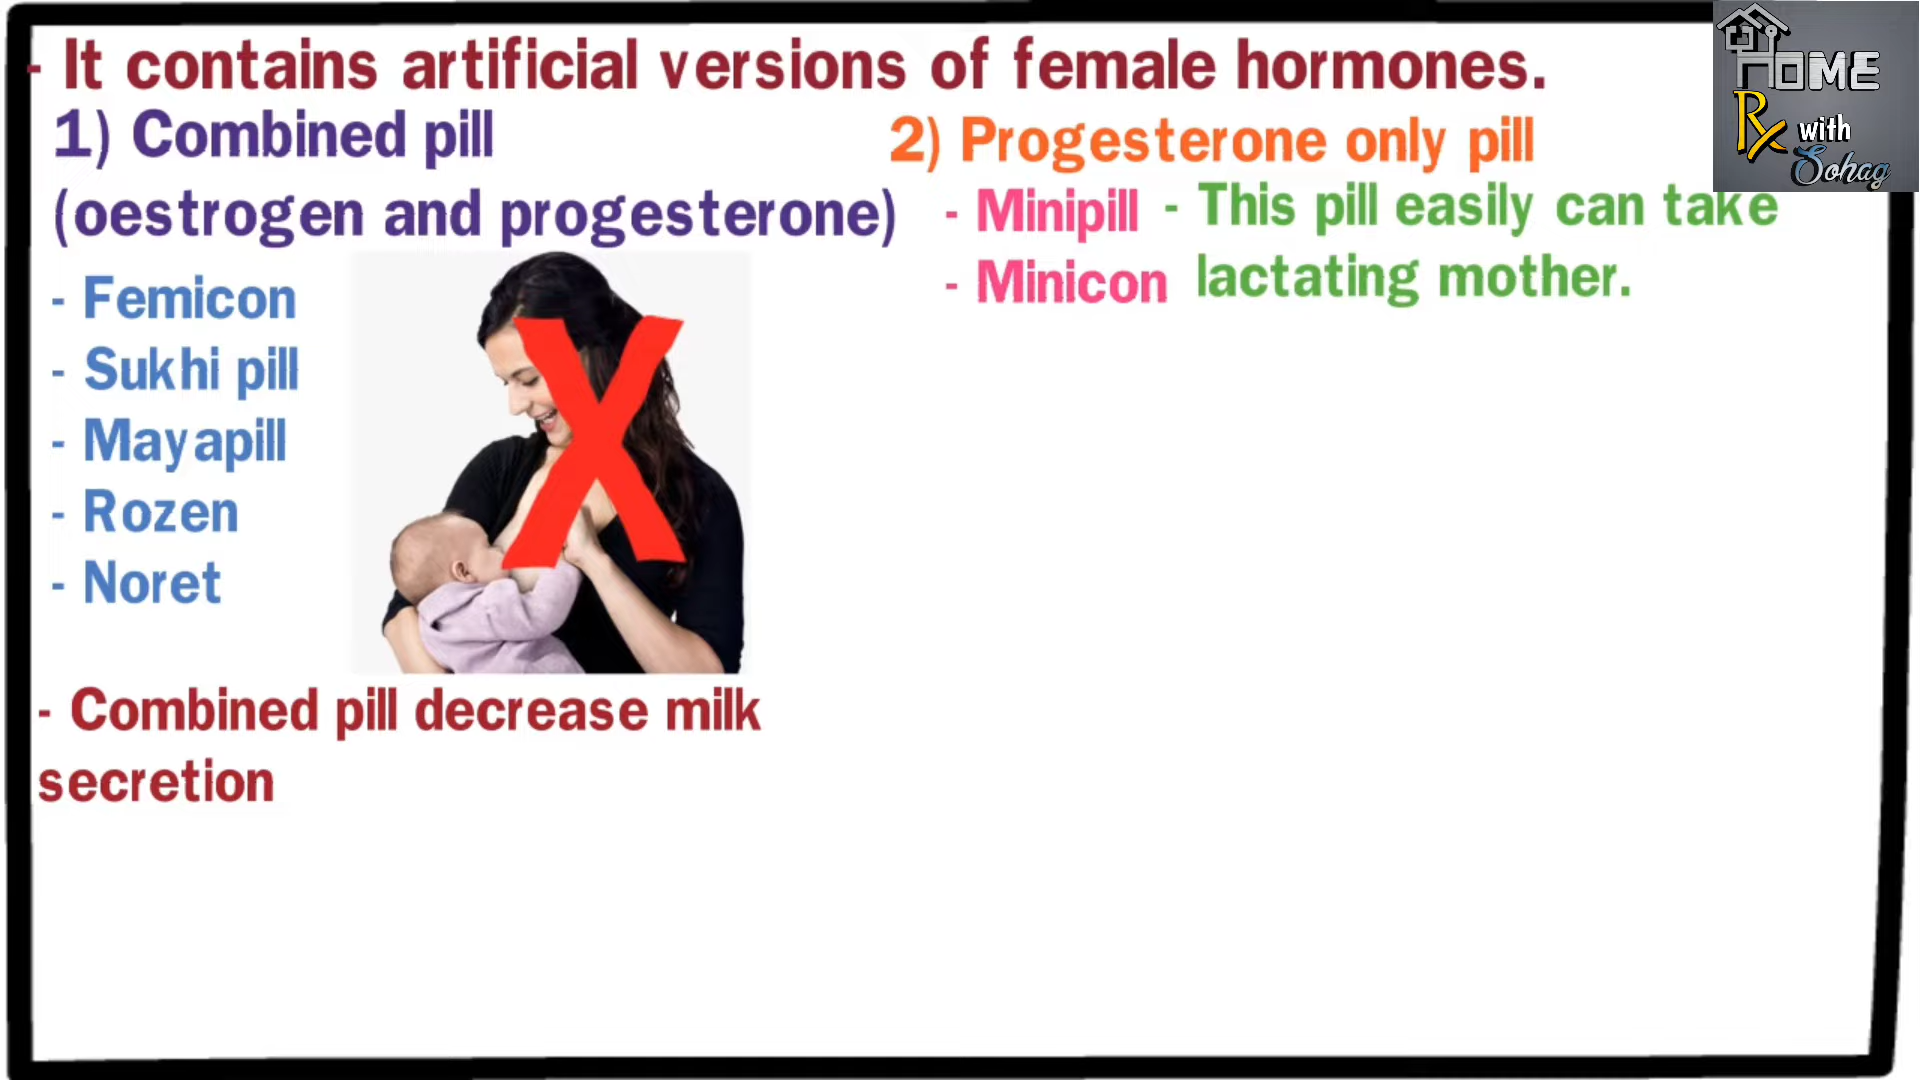 - It contains artificial versions of female hormones.
1) Combined pill
(oestrogen and progesterone)
- Femicon
- Sukhi pill
- Mayapill
- Rozen
- Noret
- Combined pill decrease milk
secretion
2) Progesterone only pill
- Minipill
- Minicon
- This pill easily can take
lactating mother.
HOME
Rx with
Sohag